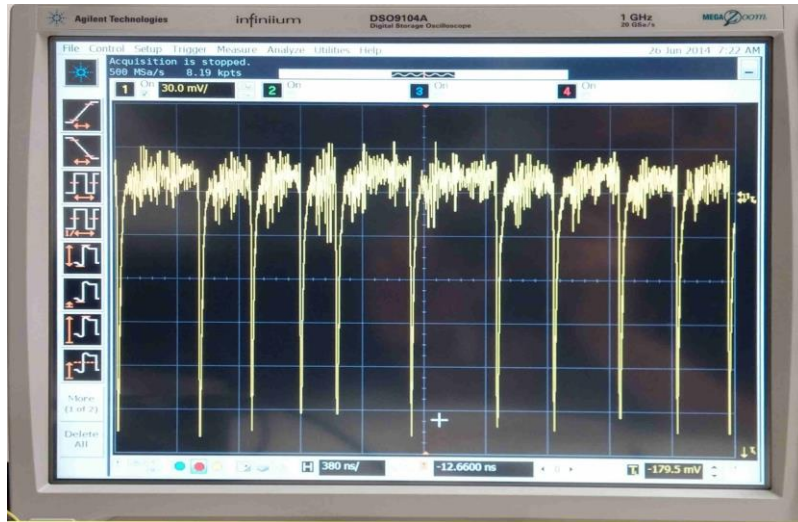 Agilent Technologies infiniium DSO9104A 1 GHz MEGA Zoom
Digital Storage Oscilloscope 20 GSa/s
File Control Setup Trigger Measure Analyze Utilities Help 26 Jun 2014 7:22 AM
Acquisition is stopped.
500 MSa/s 8.19 kpts
1 On 30.0 mV/ 2 On 3 On 4 On
More
(1 of 2)
Delete
All
H 380 ns/ -12.6600 ns 0 T -179.5 mV